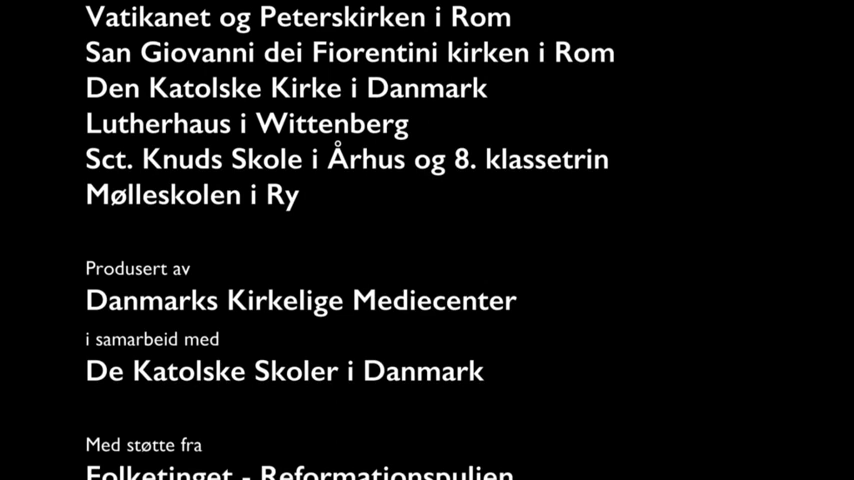 Vatikanet og Peterskirken i Rom
San Giovanni dei Fiorentini kirken i Rom
Den Katolske Kirke i Danmark
Lutherhaus i Wittenberg
Sct. Knuds Skole i Århus og 8. klassetrin
Mølleskolen i Ry
Produsert av
Danmarks Kirkelige Mediecenter
i samarbeid med
De Katolske Skoler i Danmark
Med støtte fra
Folketinget - Reformationspuljen